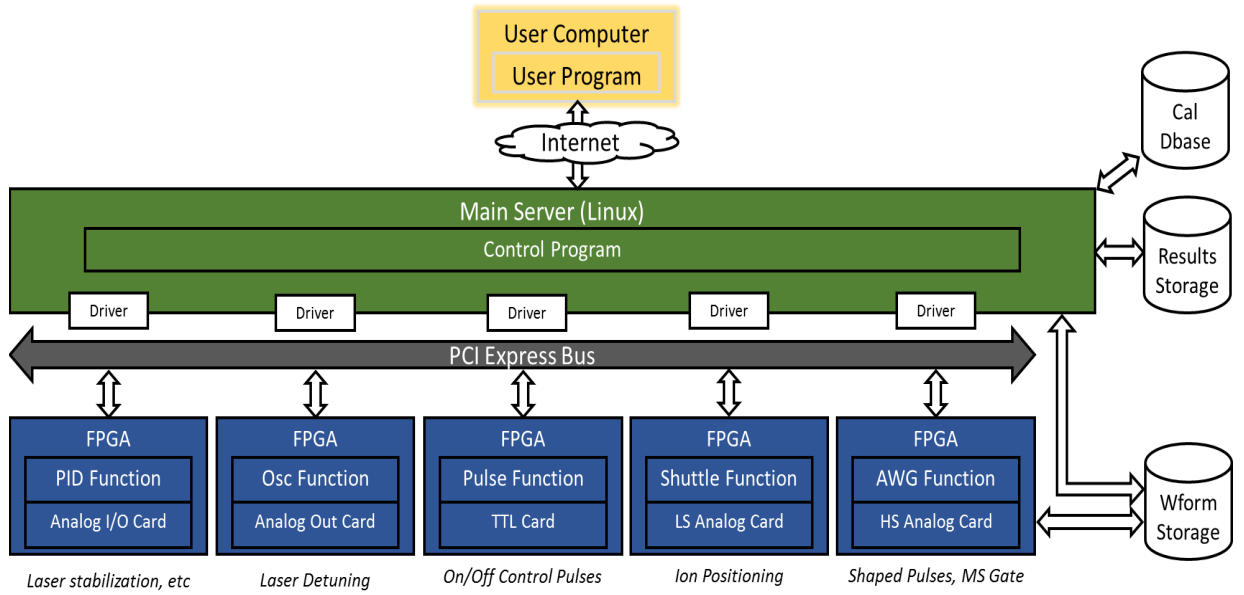 User Computer
User Program
Internet
Cal
Dbase
Main Server (Linux)
Control Program
Results
Storage
Driver
Driver
Driver
Driver
Driver
PCI Express Bus
FPGA
PID Function
Analog I/O Card
Laser stabilization, etc
FPGA
Osc Function
Analog Out Card
Laser Detuning
FPGA
Pulse Function
TTL Card
On/Off Control Pulses
FPGA
Shuttle Function
LS Analog Card
Ion Positioning
FPGA
AWG Function
HS Analog Card
Shaped Pulses, MS Gate
Wform
Storage